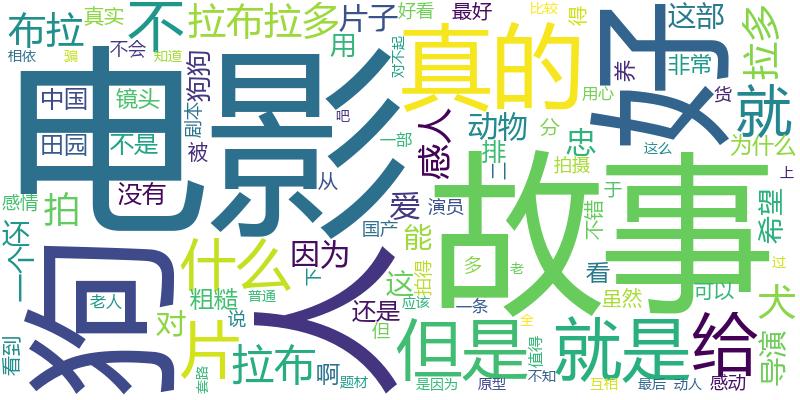 电影
故事
狗
人
好
真的
就是
但是
什么
片
给
不
就
布拉
真实
拉布拉多
片子
好看
最好
比较
得
这部
拉多
相依
不会
骗
知道
狗狗
用
对不起
养
非常
中国
镜头
剧本
吧
感人
动物
分
忠
用心
货
田园
不是
被
一部
排
拍摄
这么
为什么
感情
没有
从
爱
演员
二
于
上
还
拍
国产
能
不错
希望
一个
因为
下
这
拍得
多
老
看
过
老人
粗糙
普通
还是
应该
一条
虽然
可以
犬
对
说
但
全
值得
导演
看到
拉布
啊
题材
是因为
原型
不知
互相
最后
动人
感动
套路